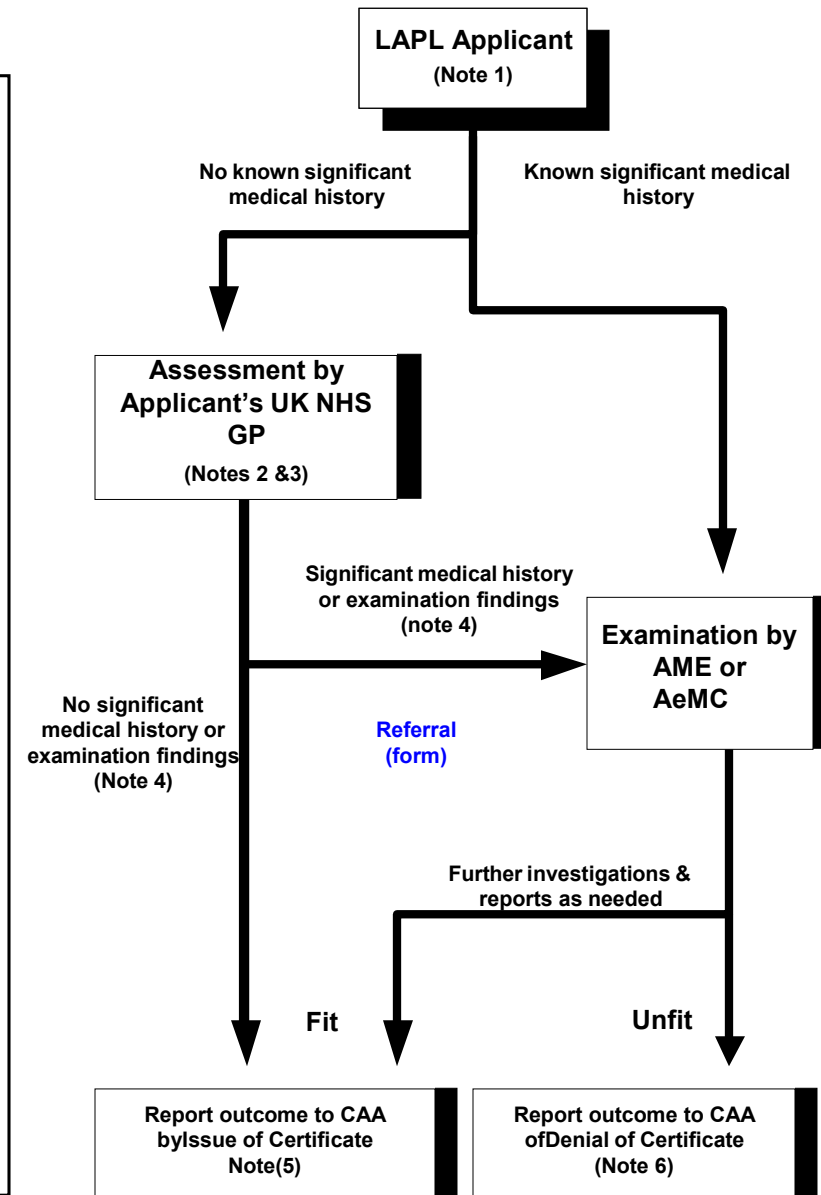 LAPL Applicant
(Note 1)
No known significant
medical history
Known significant medical
history
Assessment by
Applicant's UK NHS
GP
(Notes 2 &3)
Significant medical history
or examination findings
(note 4)
Examination by
AME or
AeMC
No significant
medical history or
examination findings
(Note 4)
Referral
(form)
Further investigations &
reports as needed
Fit
Unfit
Report outcome to CAA
byIssue of Certificate
Note(5)
Report outcome to CAA
ofDenial of Certificate
(Note 6)